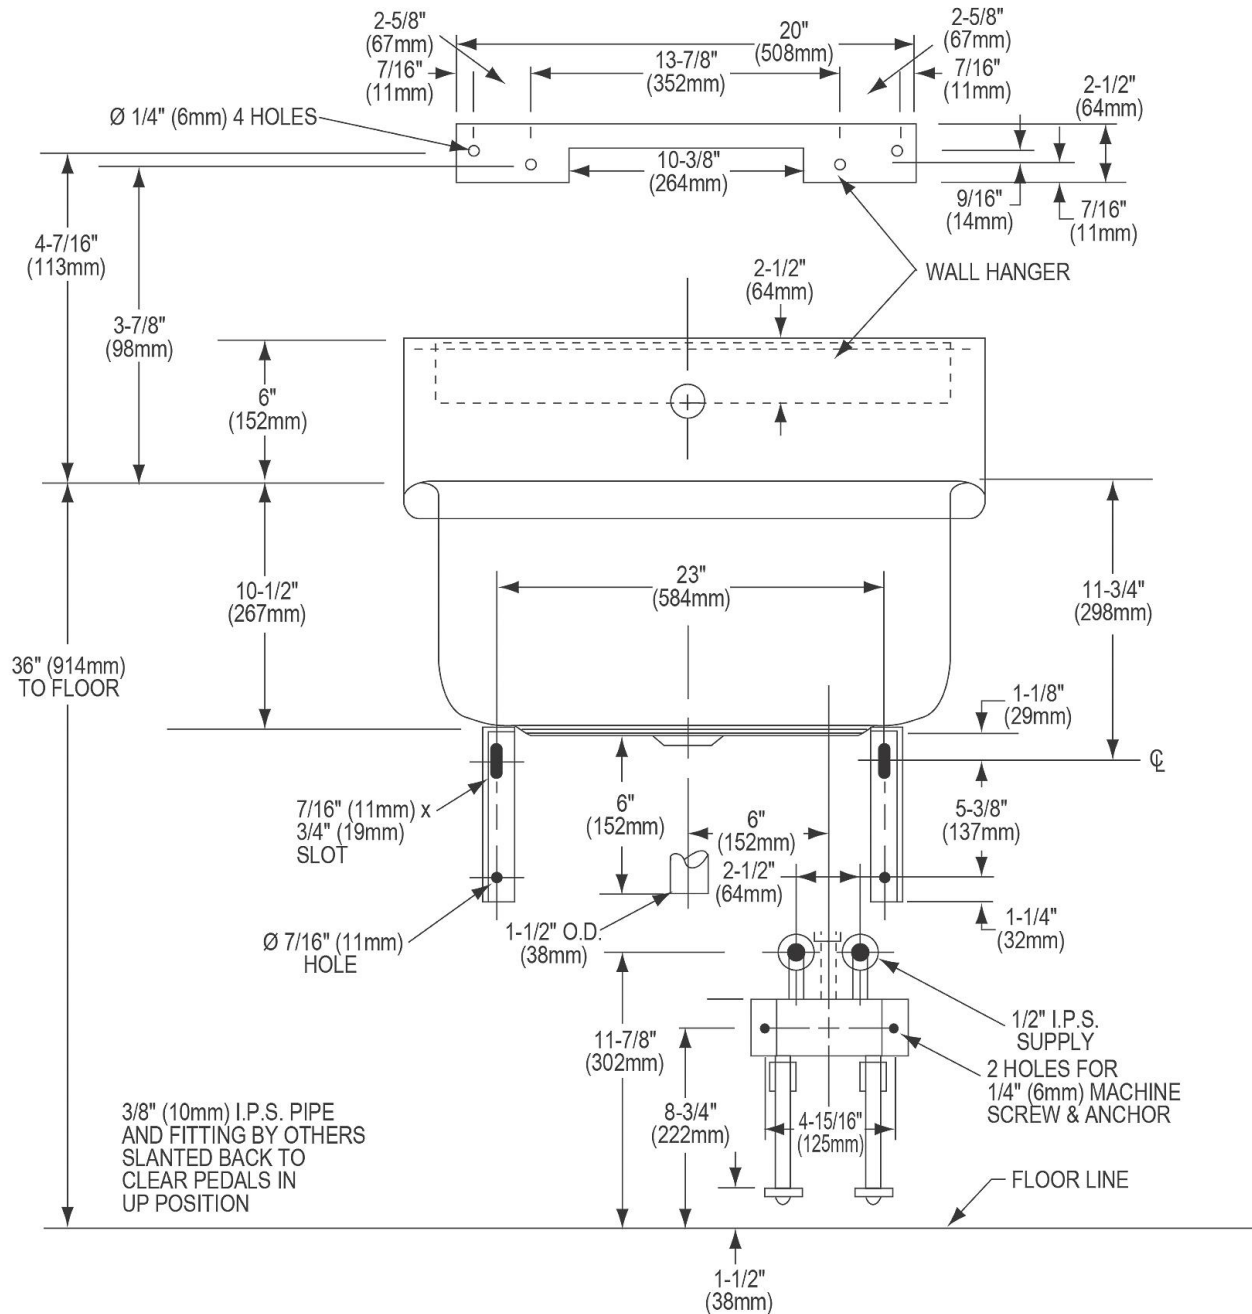 2-5/8"
(67mm)
20"
(508mm)
2-5/8"
(67mm)
7/16"
(11mm)
13-7/8"
(352mm)
7/16"
(11mm)
2-1/2"
(64mm)
Ø 1/4" (6mm) 4 HOLES
10-3/8"
(264mm)
9/16"
(14mm)
7/16"
(11mm)
4-7/16"
(113mm)
WALL HANGER
2-1/2"
(64mm)
3-7/8"
(98mm)
6"
(152mm)
10-1/2"
(267mm)
23"
(584mm)
11-3/4"
(298mm)
36" (914mm)
TO FLOOR
1-1/8"
(29mm)
℄
7/16" (11mm) x
3/4" (19mm)
SLOT
6"
(152mm)
6"
(152mm)
5-3/8"
(137mm)
2-1/2"
(64mm)
Ø 7/16" (11mm)
HOLE
1-1/2" O.D.
(38mm)
1-1/4"
(32mm)
11-7/8"
(302mm)
1/2" I.P.S.
SUPPLY
2 HOLES FOR
1/4" (6mm) MACHINE
SCREW & ANCHOR
3/8" (10mm) I.P.S. PIPE
AND FITTING BY OTHERS
SLANTED BACK TO
CLEAR PEDALS IN
UP POSITION
8-3/4"
(222mm)
4-15/16"
(125mm)
FLOOR LINE
1-1/2"
(38mm)